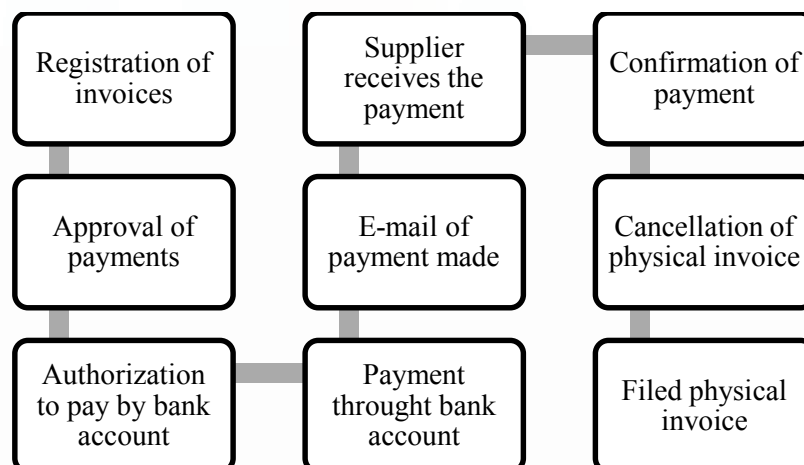 Registration of
invoices
Approval of
payments
Authorization
to pay by bank
account
Payment
throught bank
account
E-mail of
payment made
Supplier
receives the
payment
Confirmation of
payment
Cancellation of
physical invoice
Filed physical
invoice